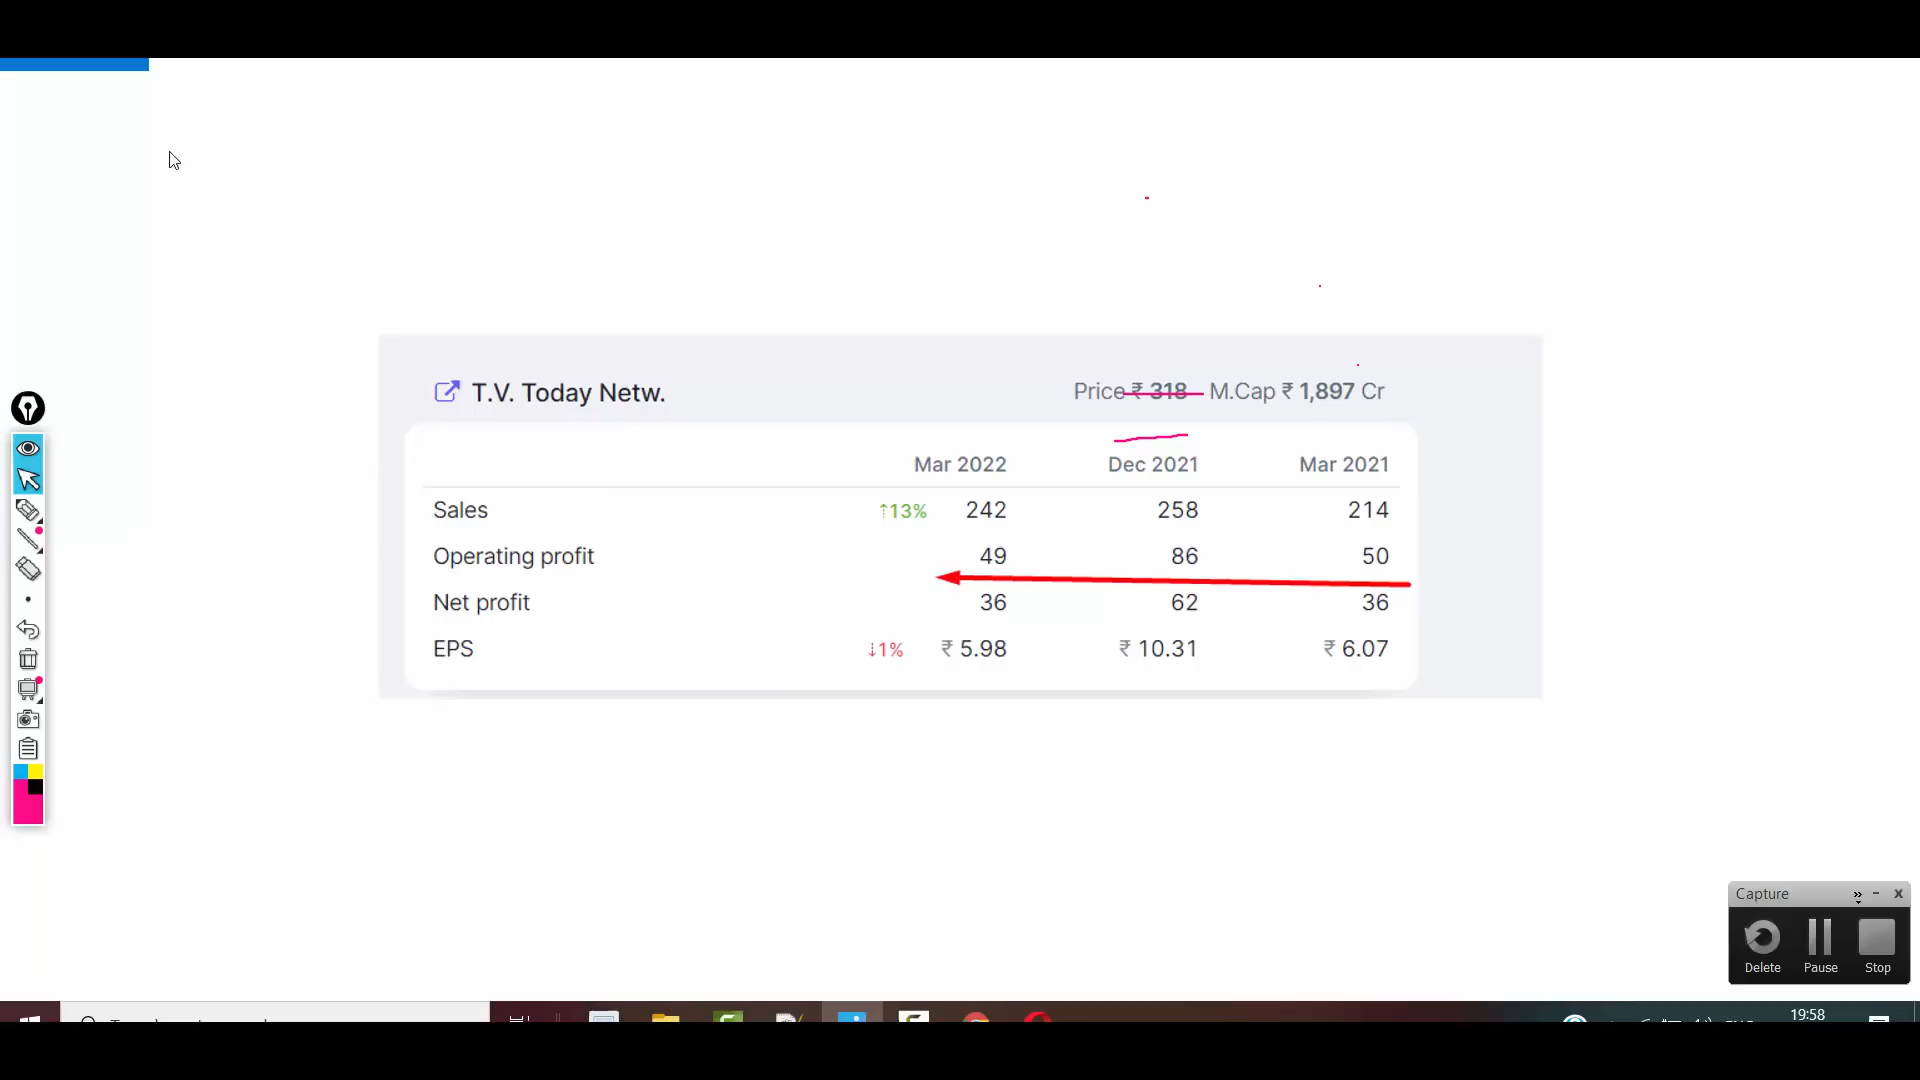 T.V. Today Netw.
Price ₹ 318 M.Cap ₹ 1,897 Cr
Mar 2022 Dec 2021 Mar 2021
Sales ⇡13% 242 258 214
Operating profit 49 86 50
Net profit 36 62 36
EPS ⇣1% ₹ 5.98 ₹ 10.31 ₹ 6.07
Capture
Delete Pause Stop
19:58